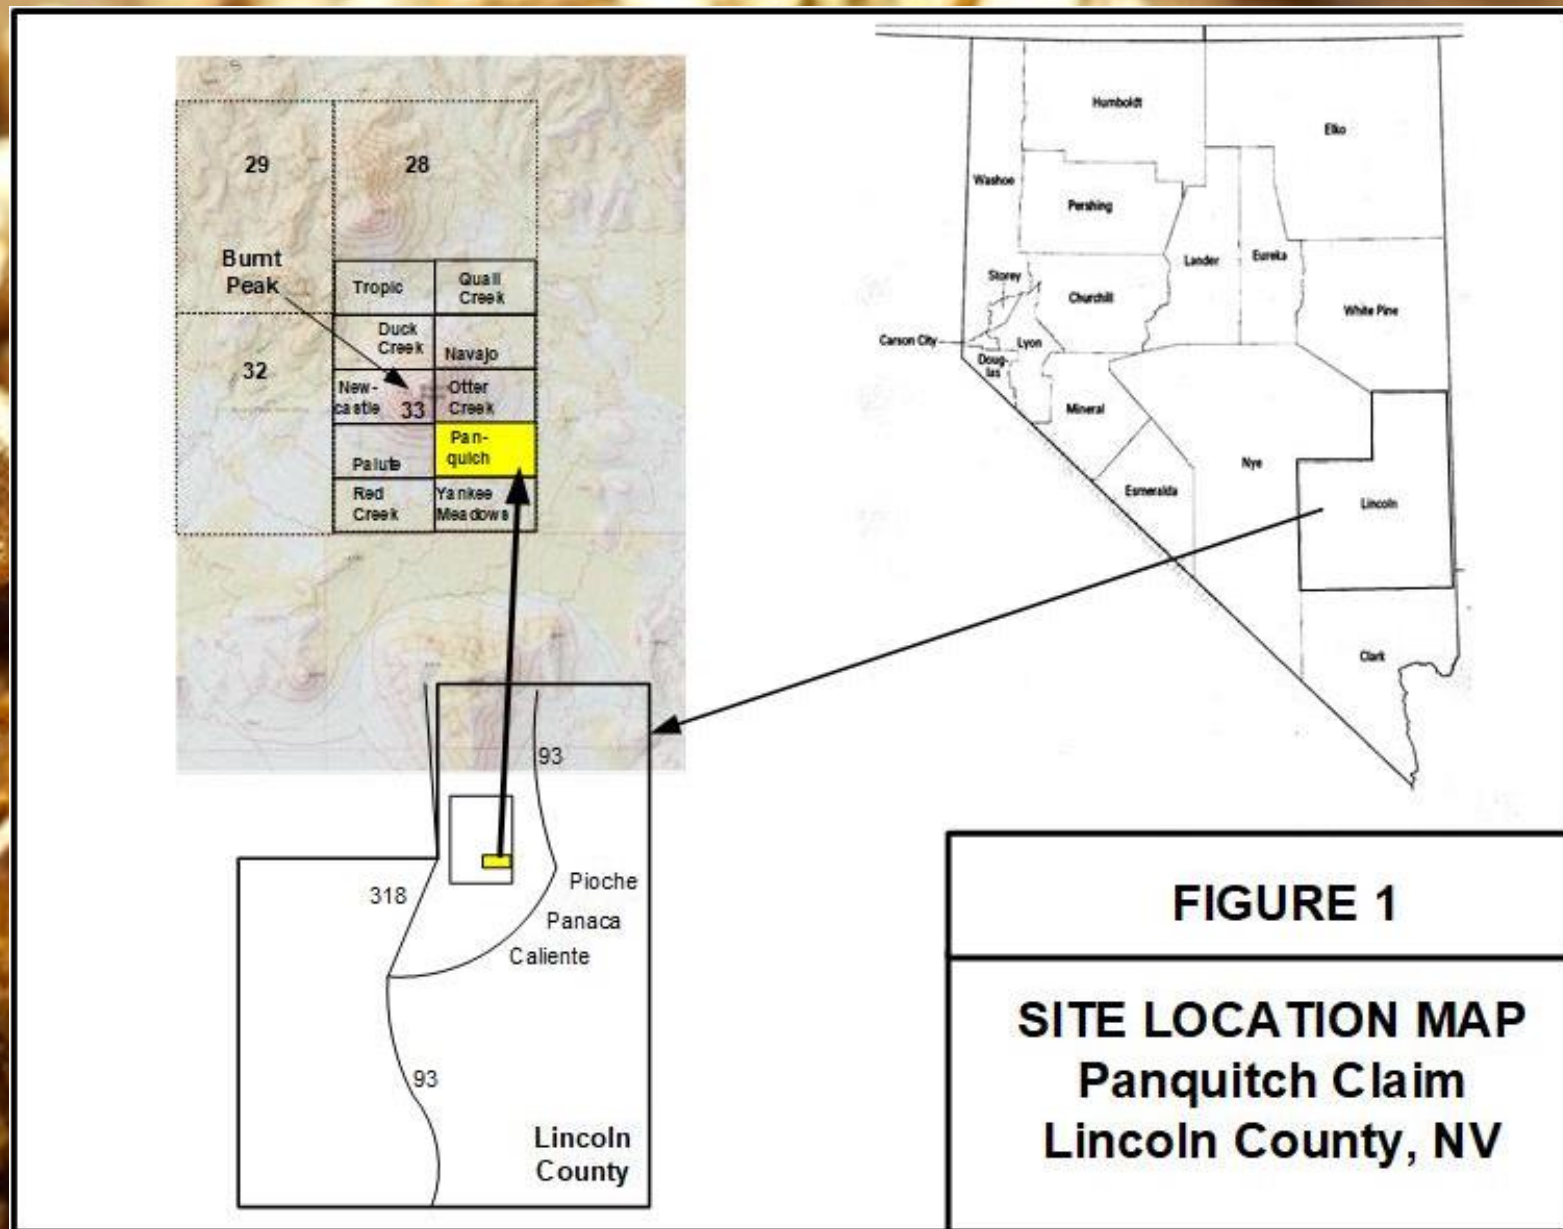 29
28
Burnt
Peak
Tropic
Quail
Creek
Duck
Creek
Navajo
32
New-
castle
33
Otter
Creek
Pan-
quich
Paiute
Red
Creek
Yankee
Meadows
93
318
Pioche
Panaca
Caliente
93
Lincoln
County
Humboldt
Elko
Washoe
Pershing
Lander
Eureka
Storey
Churchill
White Pine
Carson City
Lyon
Doug-
las
Mineral
Nye
Esmeralda
Lincoln
Clark
FIGURE 1
SITE LOCATION MAP
Panquitch Claim
Lincoln County, NV